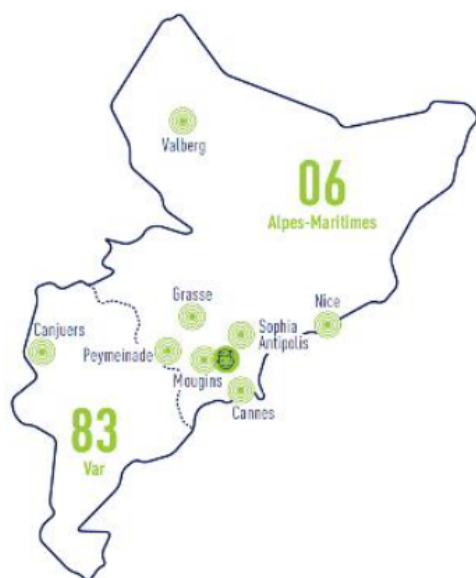 Valberg
06
Alpes-Maritimes
Grasse
Nice
Canjuers
Sophia
Antipolis
Peymeinade
Mougins
Cannes
83
Var